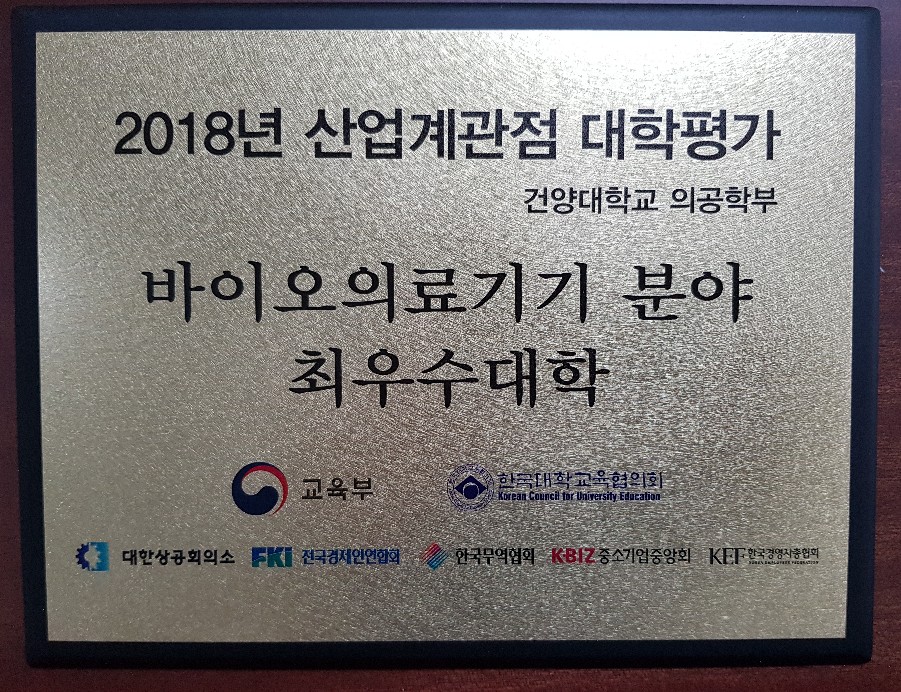 2018년 산업계관점 대학평가
건양대학교 의공학부
바이오의료기기 분야
최우수대학
교육부 한국대학교육협의회
Korean Council for University Education
대한상공회의소 FKI 전국경제인연합회 한국무역협회 KBIZ 중소기업중앙회 KEF 한국경영자총협회
KOREA EMPLOYERS FEDERATION